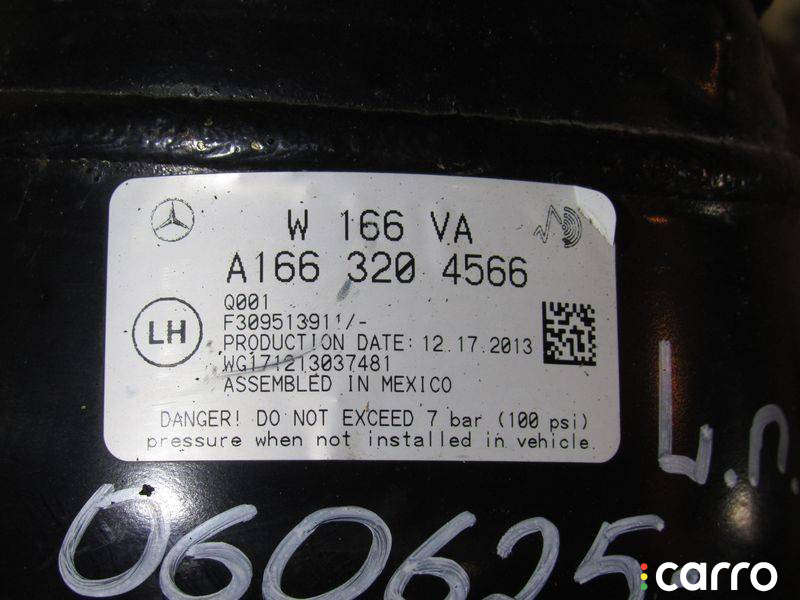 W 166 VA
A166 320 4566
LH
Q001
F309513911/-
PRODUCTION DATE: 12.17.2013
WG171213037481
ASSEMBLED IN MEXICO
DANGER! DO NOT EXCEED 7 bar (100 psi)
pressure when not installed in vehicle.
L.п.
060625
carro